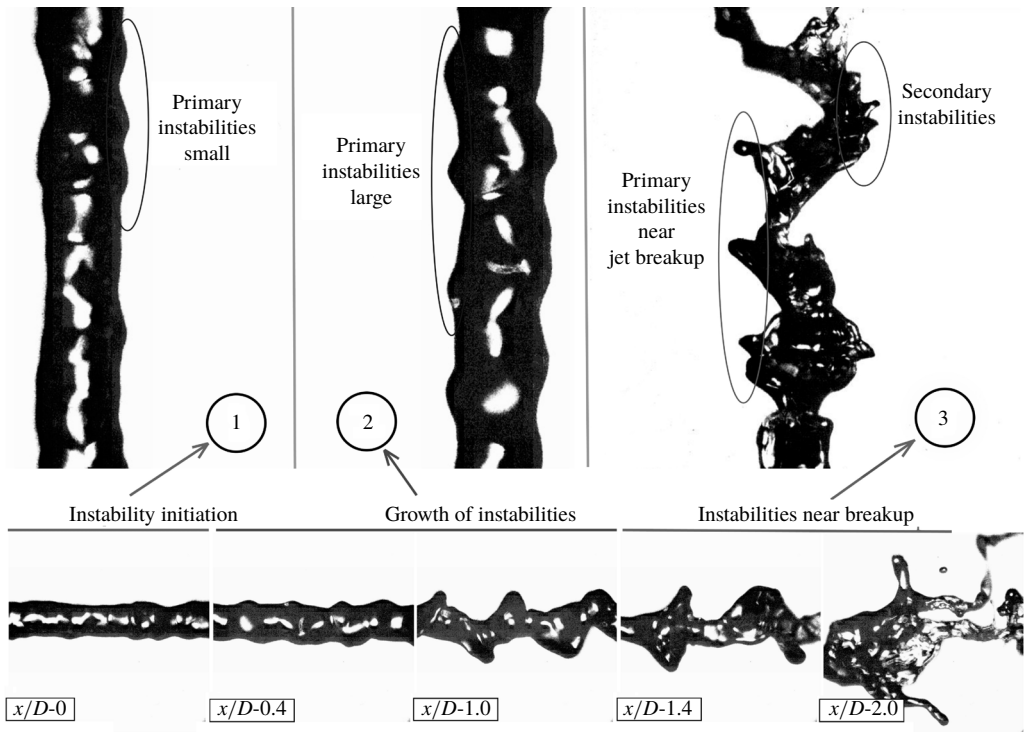 Primary
instabilities
small
Primary
instabilities
large
Secondary
instabilities
Primary
instabilities
near
jet breakup
1
2
3
Instability initiation
Growth of instabilities
Instabilities near breakup
x/D-0
x/D-0.4
x/D-1.0
x/D-1.4
x/D-2.0